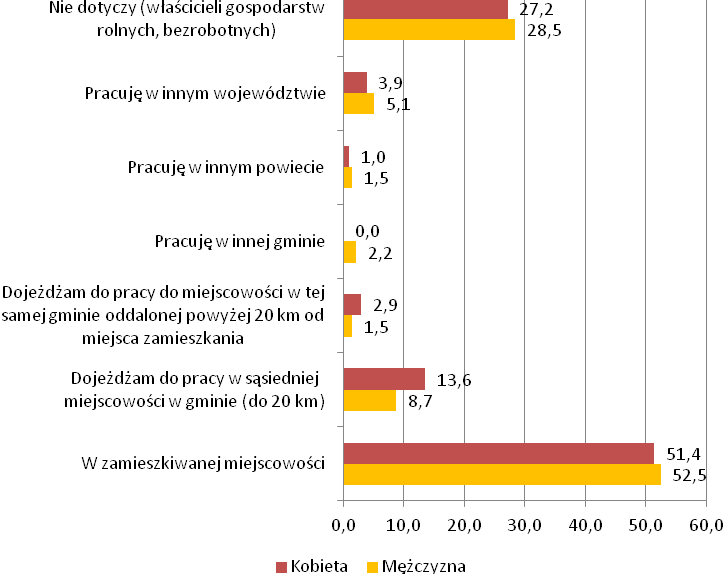 Nie dotyczy (właścicieli gospodarstw
rolnych, bezrobotnych)
27,2
28,5
Pracuję w innym województwie
3,9
5,1
Pracuję w innym powiecie
1,0
1,5
Pracuję w innej gminie
0,0
2,2
Dojeżdżam do pracy do miejscowości w tej
samej gminie oddalonej powyżej 20 km od
miejsca zamieszkania
2,9
1,5
Dojeżdżam do pracy w sąsiedniej
miejscowości w gminie (do 20 km)
13,6
8,7
W zamieszkiwanej miejscowości
51,4
52,5
0,0 10,0 20,0 30,0 40,0 50,0 60,0
Kobieta Mężczyzna